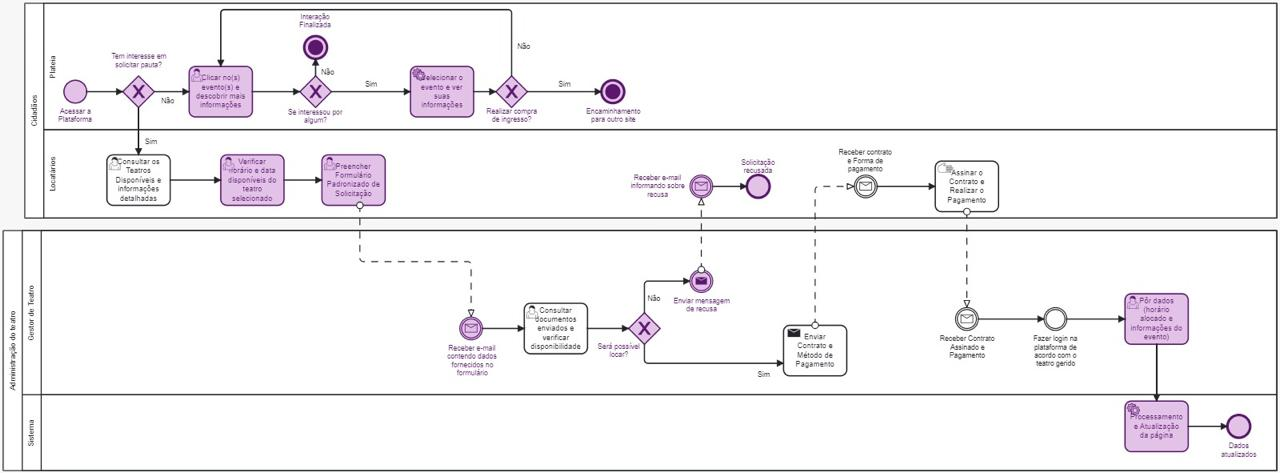 Cidadãos
Plateia
Acessar a
Plataforma
Tem interesse em
solicitar pauta?
Não
Sim
Clicar no(s)
evento(s) e
descobrir mais
informações
Interação
Finalizada
Não
Se interessou por
algum?
Sim
Selecionar o
evento e ver
suas
informações
Não
Realizar compra
de ingresso?
Sim
Encaminhamento
para outro site
Locatários
Consultar os
Teatros
Disponíveis e
informações
detalhadas
Verificar
horário e data
disponíveis do
teatro
selecionado
Preencher
Formulário
Padronizado de
Solicitação
Receber e-mail
informando sobre
recusa
Solicitação
recusada
Receber contrato
e Forma de
pagamento
Assinar o
Contrato e
Realizar o
Pagamento
Administração do teatro
Gestor de Teatro
Receber e-mail
contendo dados
fornecidos no
formulário
Consultar
documentos
enviados e
verificar
disponibilidade
Será possível
locar?
Não
Enviar mensagem
de recusa
Sim
Enviar
Contrato e
Método de
Pagamento
Receber Contrato
Assinado e
Pagamento
Fazer login na
plataforma de
acordo com o
teatro gerido
Pôr dados
(horário
alocado e
informações do
evento)
Sistema
Processamento
e Atualização
da página
Dados
atualizados